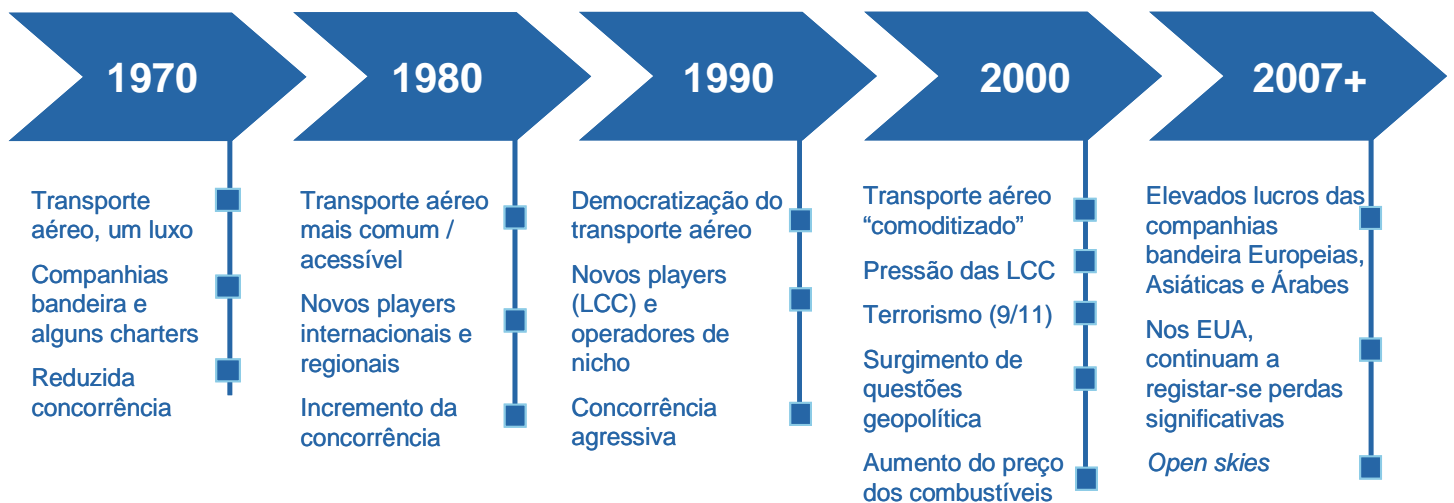 1970
Transporte
aéreo, um luxo
Companhias
bandeira e
alguns charters
Reduzida
concorrência
1980
Transporte aéreo
mais comum /
acessível
Novos players
internacionais e
regionais
Incremento da
concorrência
1990
Democratização do
transporte aéreo
Novos players
(LCC) e
operadores de
nicho
Concorrência
agressiva
2000
Transporte aéreo
“comoditizado”
Pressão das LCC
Terrorismo (9/11)
Surgimento de
questões
geopolítica
Aumento do preço
dos combustíveis
2007+
Elevados lucros das
companhias
bandeira Europeias,
Asiáticas e Árabes
Nos EUA,
continuam a
registar-se perdas
significativas
Open skies